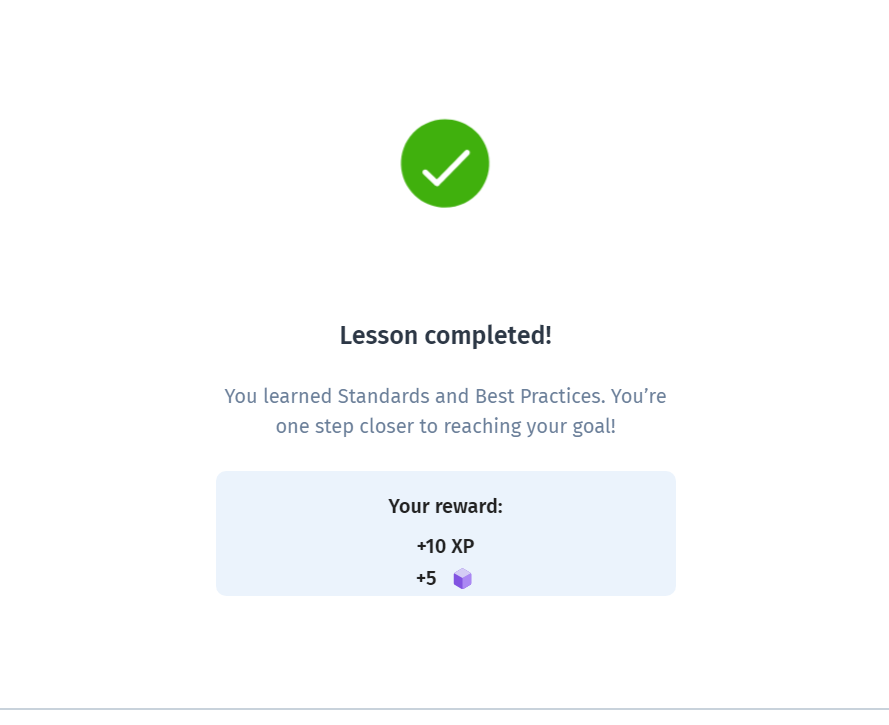 Lesson completed!
You learned Standards and Best Practices. You’re
one step closer to reaching your goal!
Your reward:
+10 XP
+5